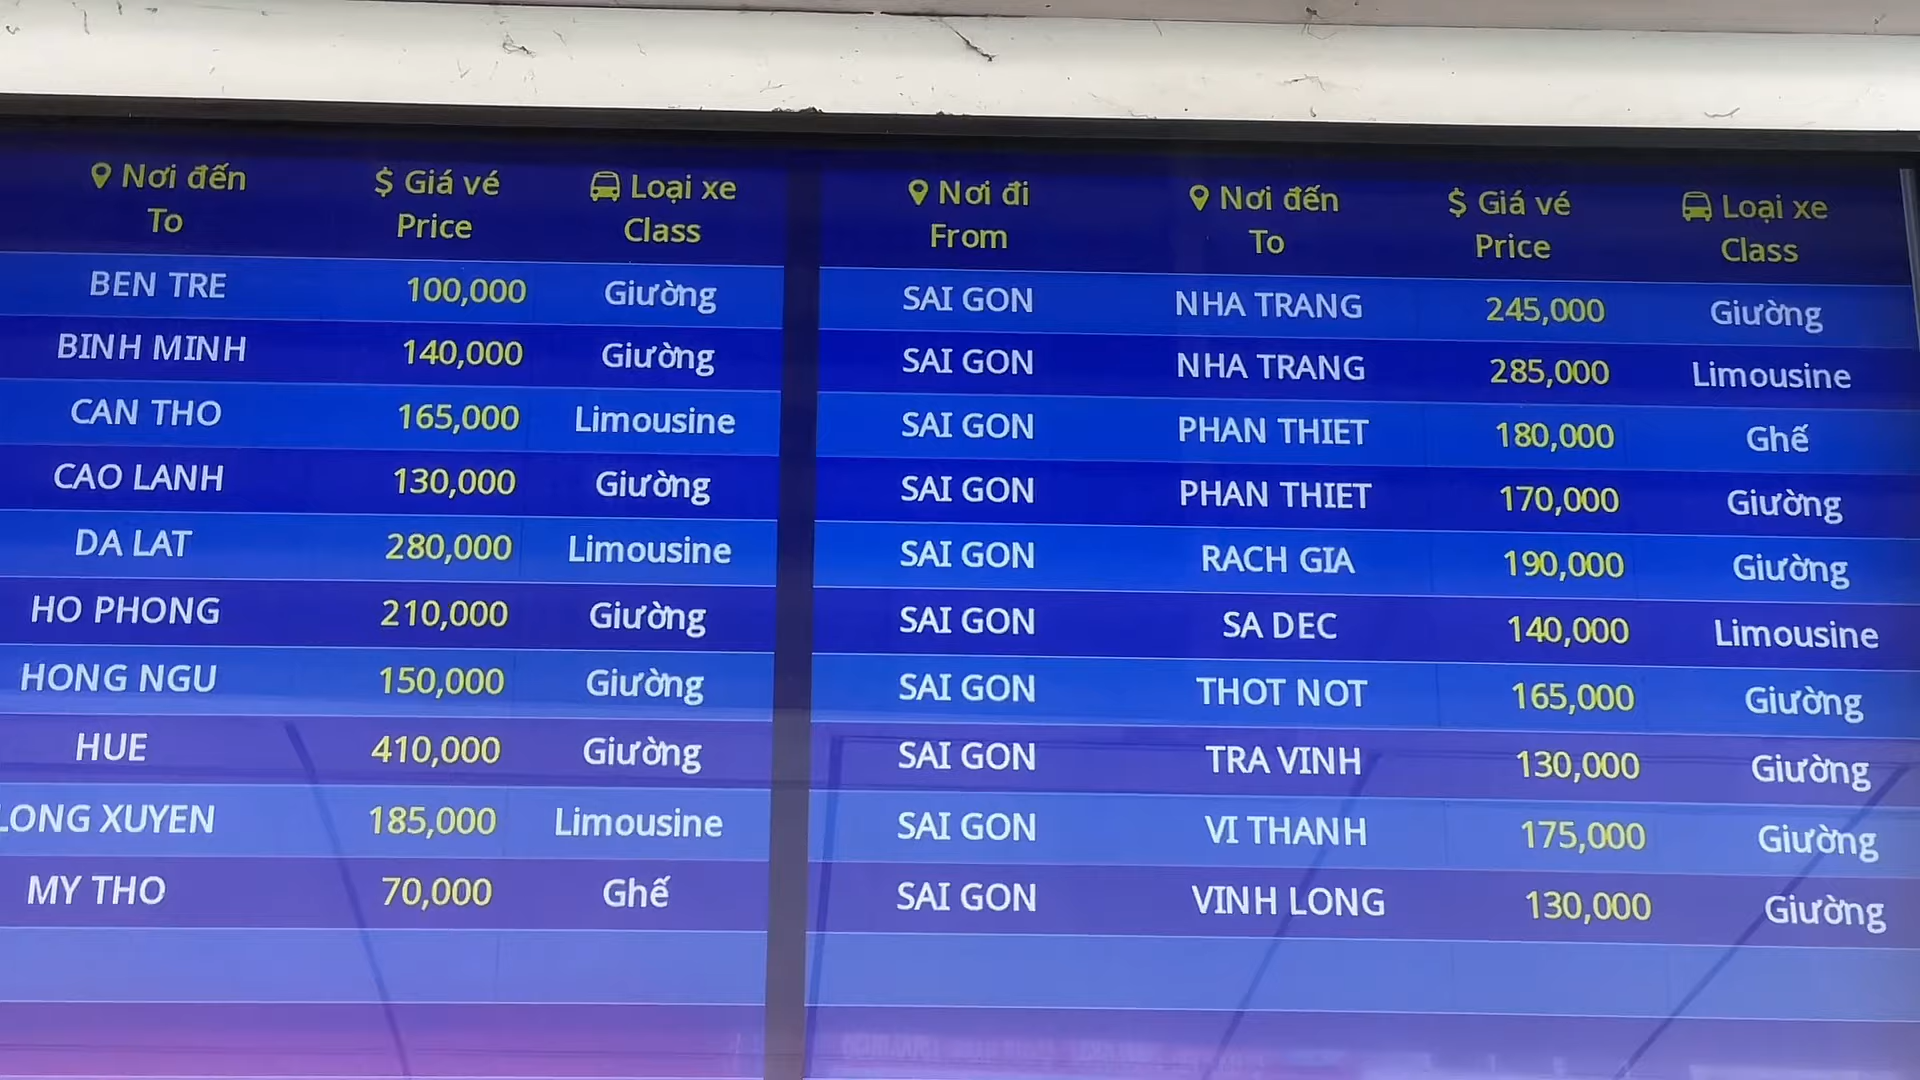 Nơi đến $ Giá vé Loại xe
To Price Class
BEN TRE 100,000 Giường
BINH MINH 140,000 Giường
CAN THO 165,000 Limousine
CAO LANH 130,000 Giường
DA LAT 280,000 Limousine
HO PHONG 210,000 Giường
HONG NGU 150,000 Giường
HUE 410,000 Giường
LONG XUYEN 185,000 Limousine
MY THO 70,000 Ghế
Nơi đi Nơi đến $ Giá vé Loại xe
From To Price Class
SAI GON NHA TRANG 245,000 Giường
SAI GON NHA TRANG 285,000 Limousine
SAI GON PHAN THIET 180,000 Ghế
SAI GON PHAN THIET 170,000 Giường
SAI GON RACH GIA 190,000 Giường
SAI GON SA DEC 140,000 Limousine
SAI GON THOT NOT 165,000 Giường
SAI GON TRA VINH 130,000 Giường
SAI GON VI THANH 175,000 Giường
SAI GON VINH LONG 130,000 Giường